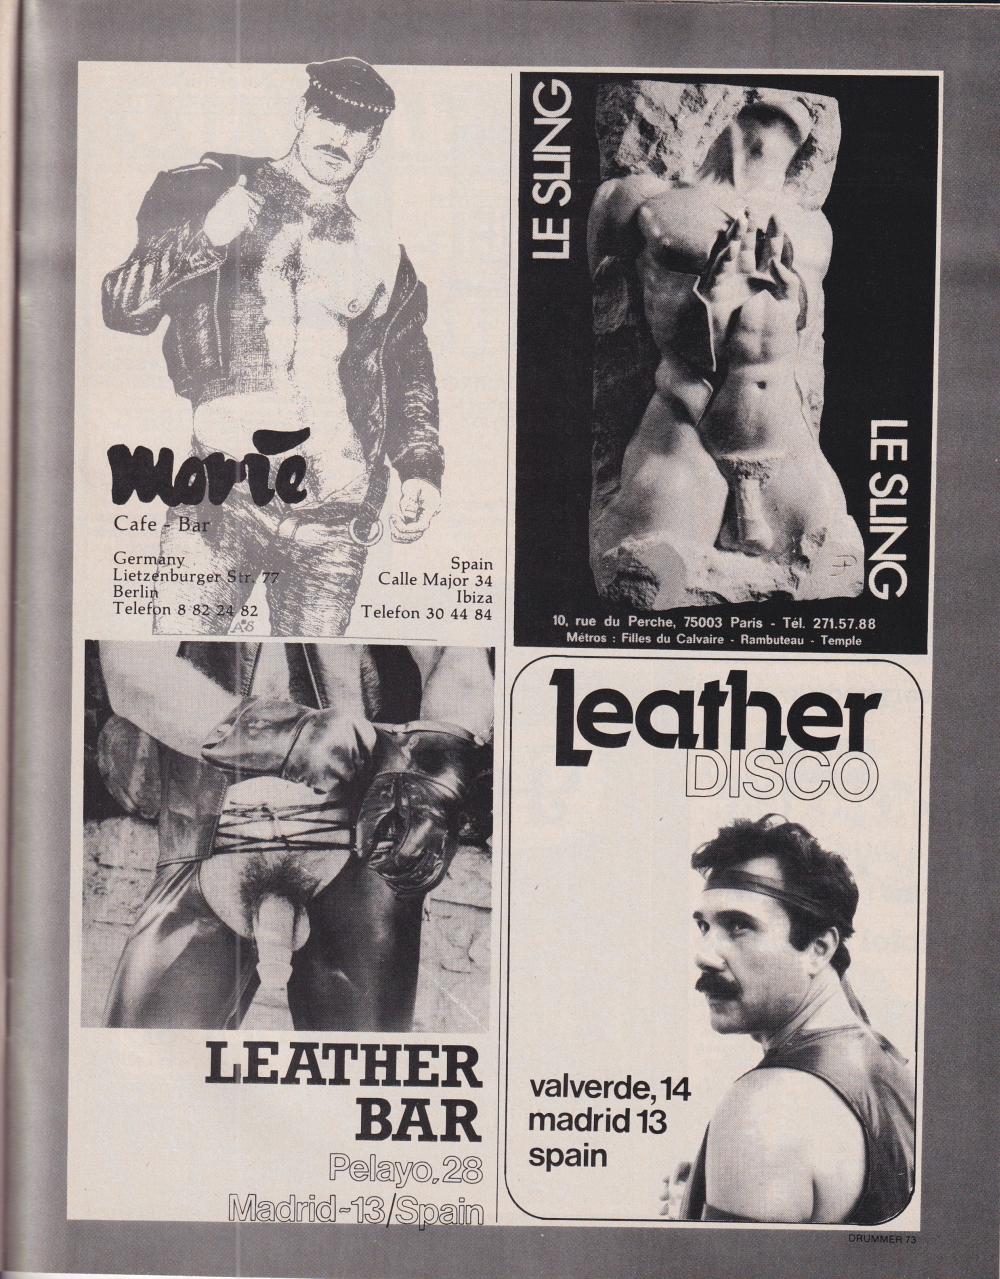 morie
Cafe - Bar
Germany
Lietzenburger Str. 77
Berlin
Telefon 8 82 24 82
Spain
Calle Major 34
Ibiza
Telefon 30 44 84
LE SLING
LE SLING
10, rue du Perche, 75003 Paris - Tél. 271.57.88
Métros : Filles du Calvaire - Rambuteau - Temple
LEATHER
BAR
Pelayo, 28
Madrid-13/Spain
leather
DISCO
valverde, 14
madrid 13
spain
DRUMMER 73